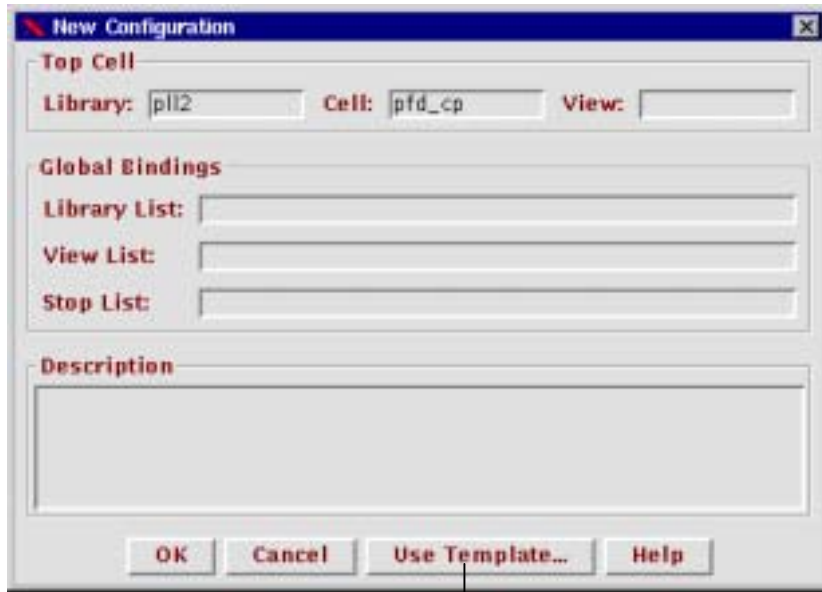 New Configuration
Top Cell
Library: pll2 Cell: pfd_cp View:
Global Bindings
Library List:
View List:
Stop List:
Description
OK Cancel Use Template... Help